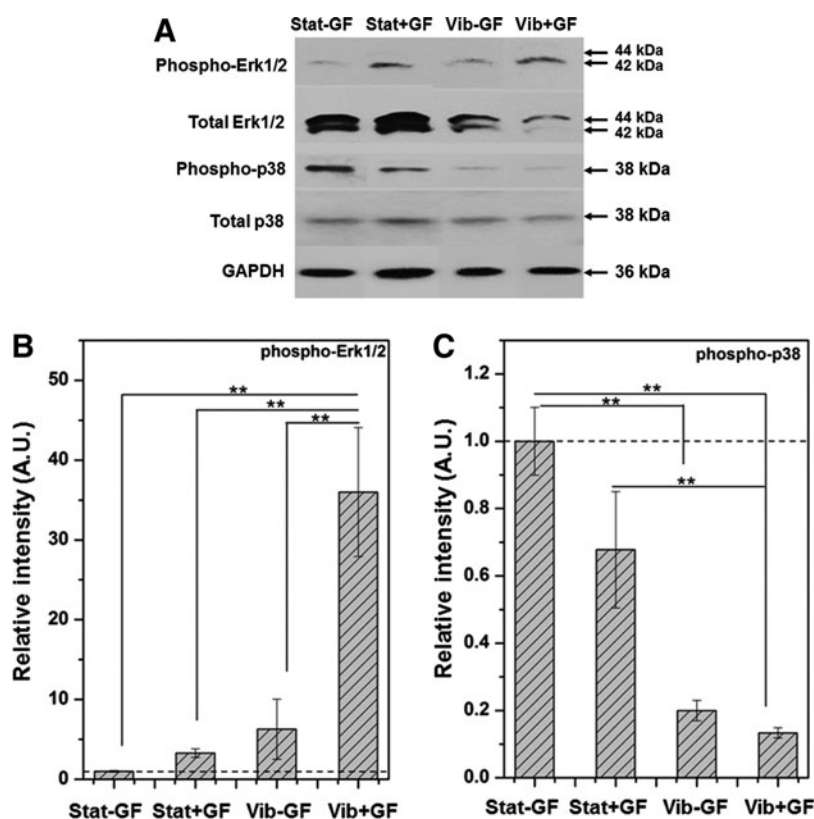 A
Stat-GF Stat+GF Vib-GF Vib+GF
Phospho-Erk1/2
44 kDa
42 kDa
Total Erk1/2
44 kDa
42 kDa
Phospho-p38
38 kDa
Total p38
38 kDa
GAPDH
36 kDa
B
phospho-Erk1/2
Relative intensity (A.U.)
50
40
30
20
10
0
**
**
**
Stat-GF Stat+GF Vib-GF Vib+GF
C
phospho-p38
Relative intensity (A.U.)
1.2
1.0
0.8
0.6
0.4
0.2
0.0
**
**
**
Stat-GF Stat+GF Vib-GF Vib+GF